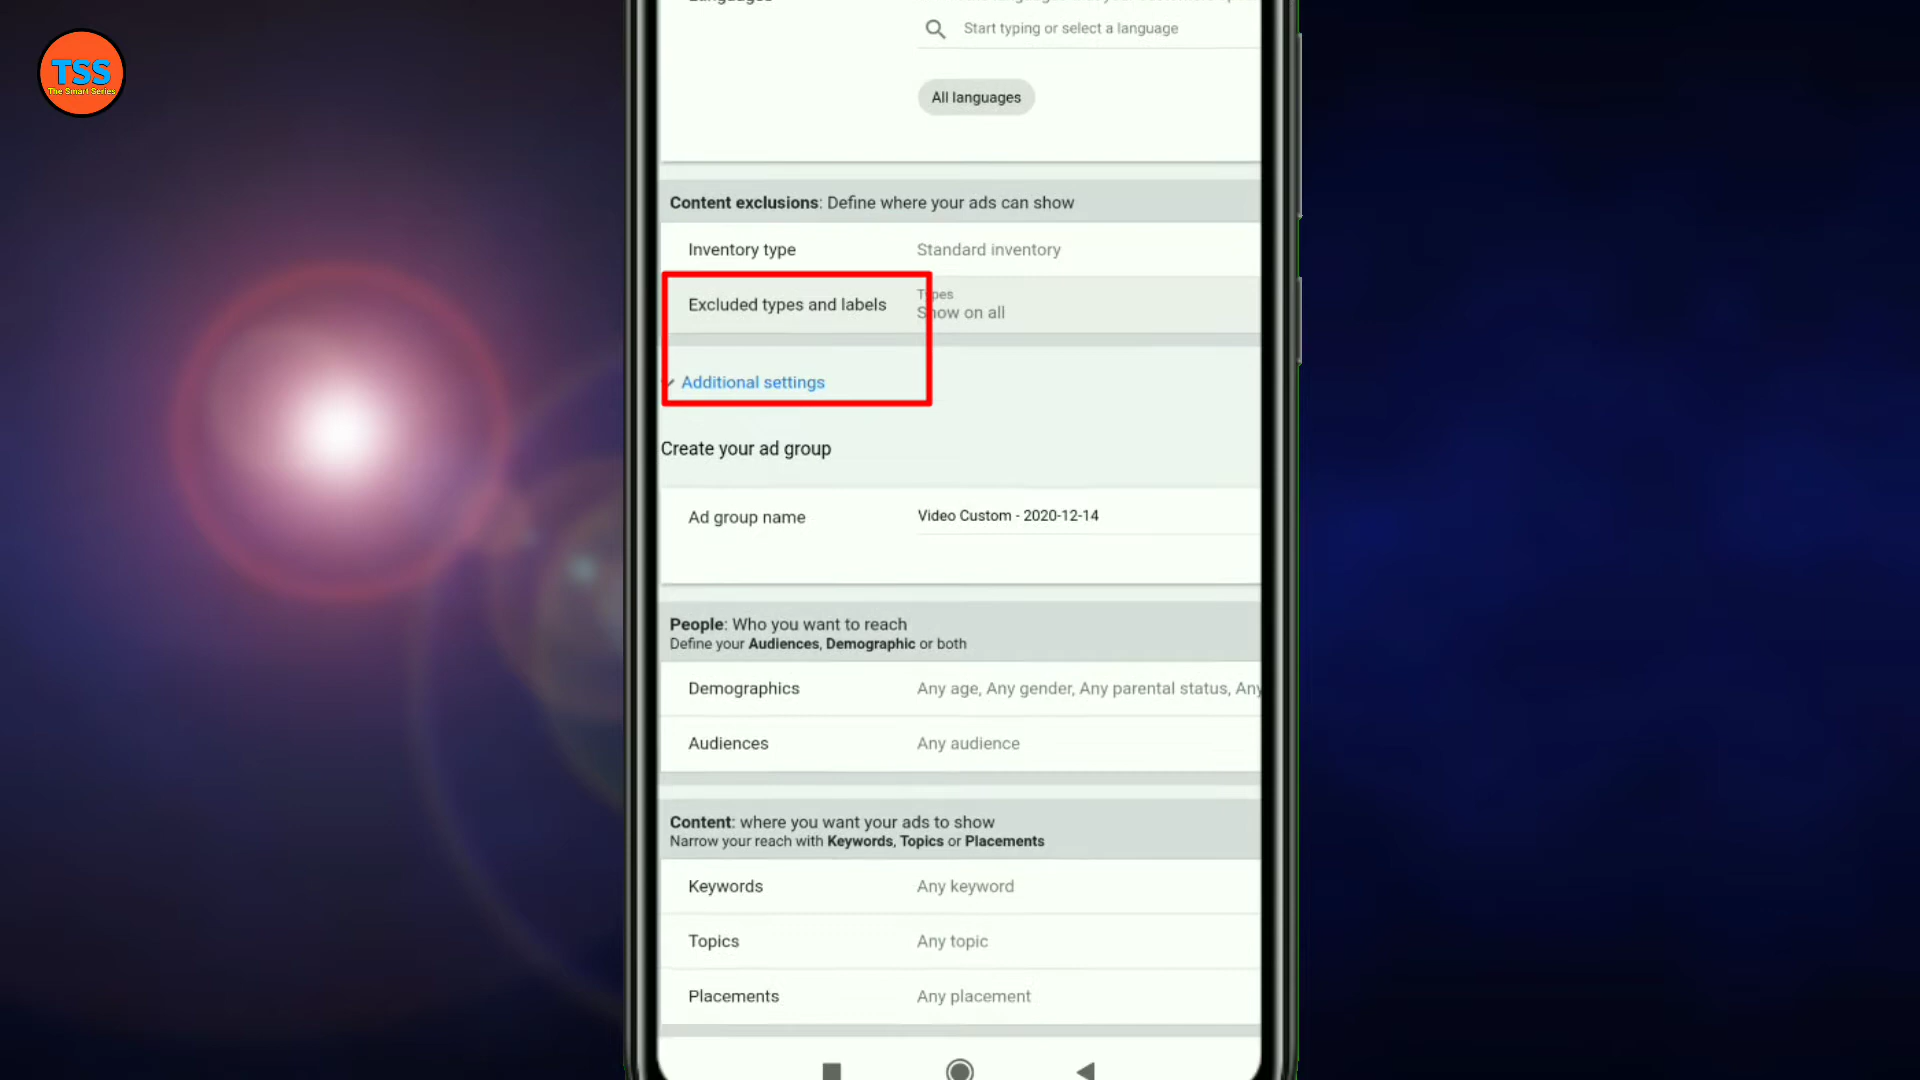 TSS
The Smart Series
Start typing or select a language
All languages
Content exclusions: Define where your ads can show
Inventory type
Standard inventory
Excluded types and labels
Types
Show on all
Additional settings
Create your ad group
Ad group name
Video Custom - 2020-12-14
People: Who you want to reach
Define your Audiences, Demographic or both
Demographics
Any age, Any gender, Any parental status, Any
Audiences
Any audience
Content: where you want your ads to show
Narrow your reach with Keywords, Topics or Placements
Keywords
Any keyword
Topics
Any topic
Placements
Any placement